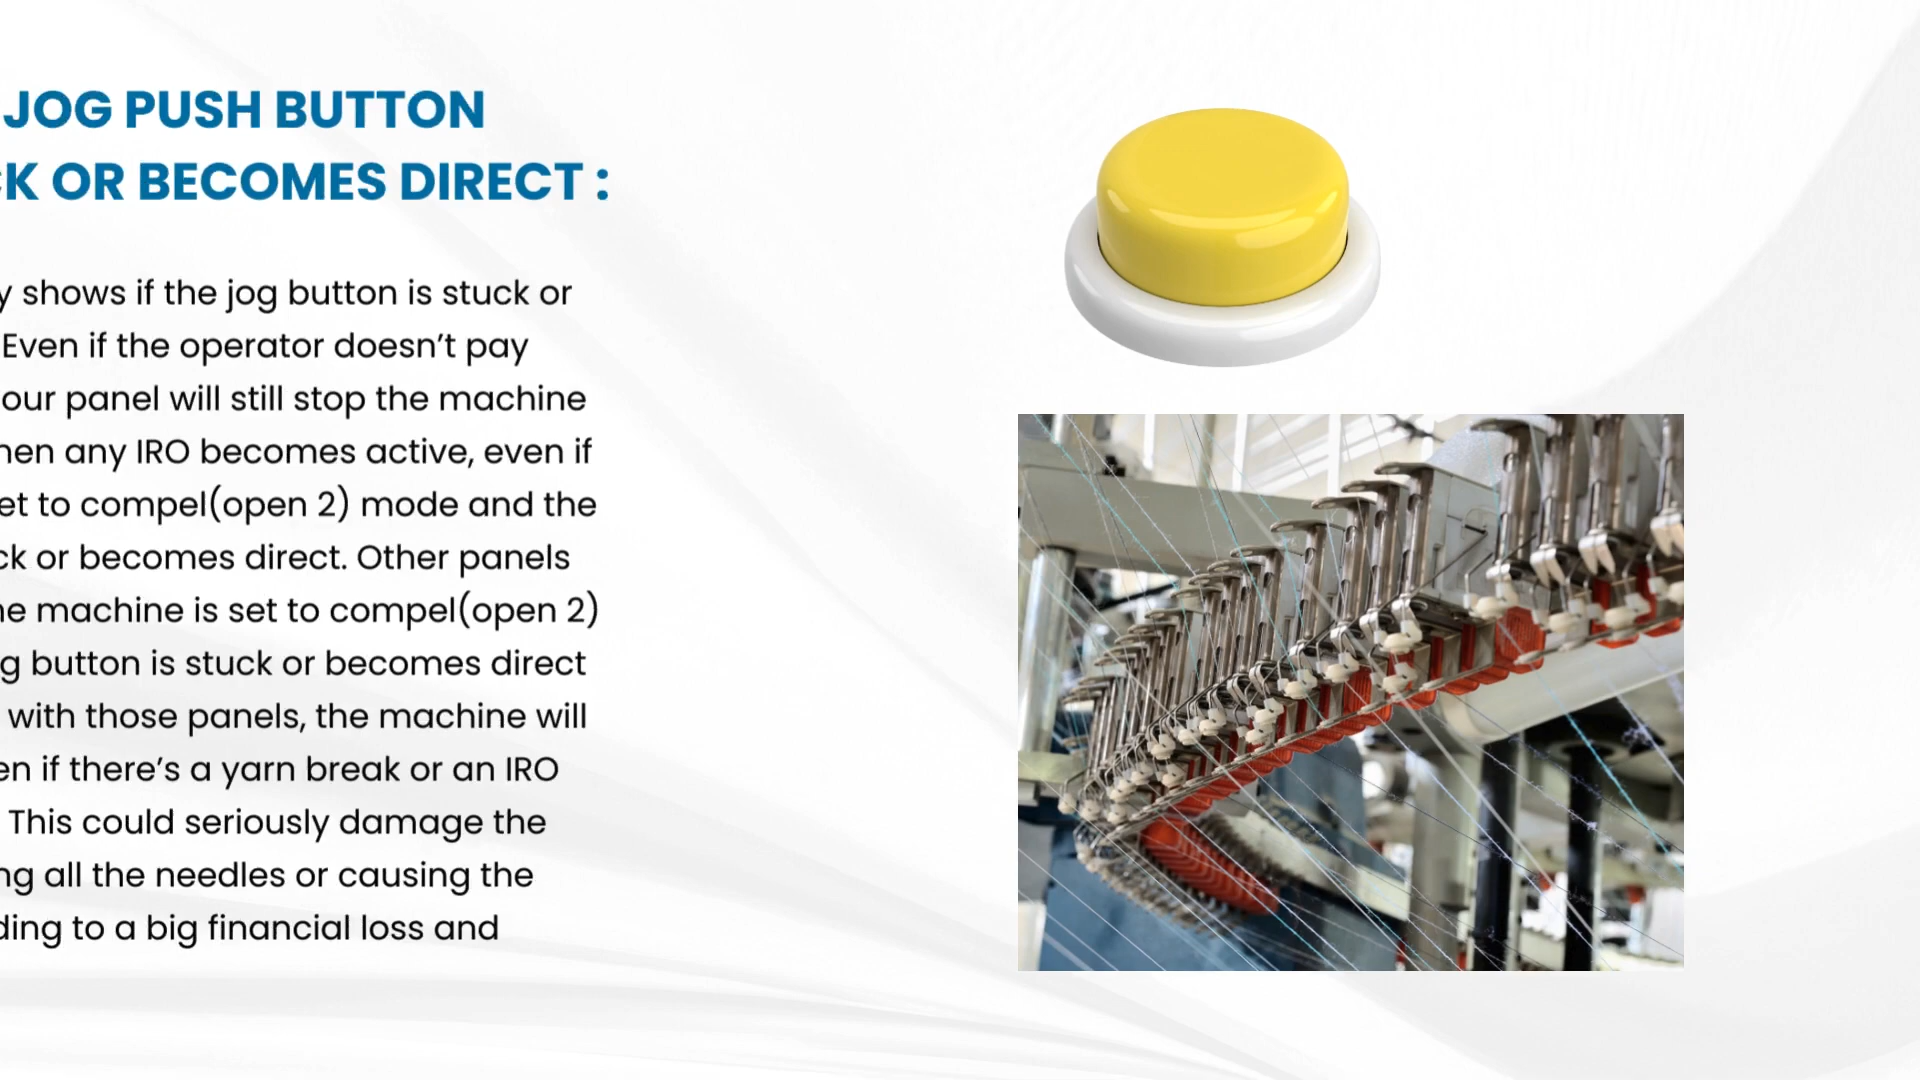 JOG PUSH BUTTON
CK OR BECOMES DIRECT :
y shows if the jog button is stuck or
Even if the operator doesn’t pay
our panel will still stop the machine
hen any IRO becomes active, even if
et to compel(open 2) mode and the
ck or becomes direct. Other panels
he machine is set to compel(open 2)
g button is stuck or becomes direct
with those panels, the machine will
en if there’s a yarn break or an IRO
This could seriously damage the
ng all the needles or causing the
ding to a big financial loss and